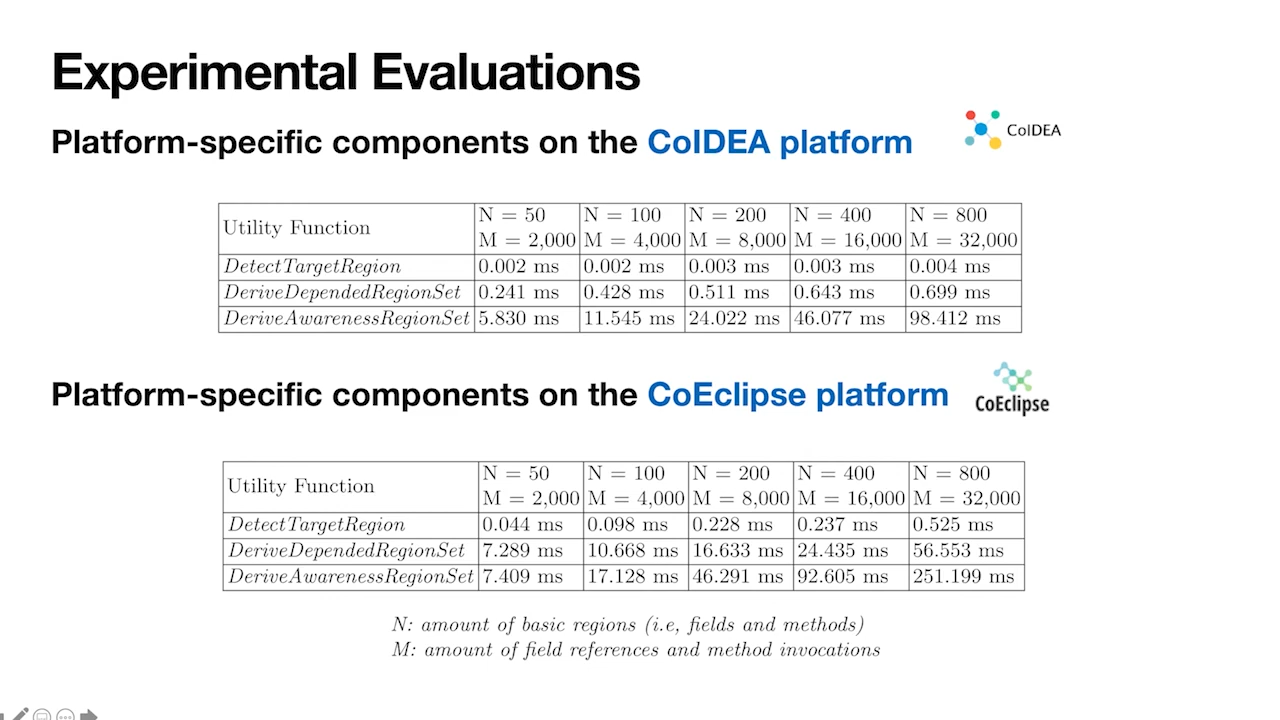 Experimental Evaluations
Platform-specific components on the CoIDEA platform
CoIDEA
Utility Function N = 50 M = 2,000 N = 100 M = 4,000 N = 200 M = 8,000 N = 400 M = 16,000 N = 800 M = 32,000
DetectTargetRegion 0.002 ms 0.002 ms 0.003 ms 0.003 ms 0.004 ms
DeriveDependedRegionSet 0.241 ms 0.428 ms 0.511 ms 0.643 ms 0.699 ms
DeriveAwarenessRegionSet 5.830 ms 11.545 ms 24.022 ms 46.077 ms 98.412 ms
Platform-specific components on the CoEclipse platform
CoEclipse
Utility Function N = 50 M = 2,000 N = 100 M = 4,000 N = 200 M = 8,000 N = 400 M = 16,000 N = 800 M = 32,000
DetectTargetRegion 0.044 ms 0.098 ms 0.228 ms 0.237 ms 0.525 ms
DeriveDependedRegionSet 7.289 ms 10.668 ms 16.633 ms 24.435 ms 56.553 ms
DeriveAwarenessRegionSet 7.409 ms 17.128 ms 46.291 ms 92.605 ms 251.199 ms
N: amount of basic regions (i.e, fields and methods)
M: amount of field references and method invocations